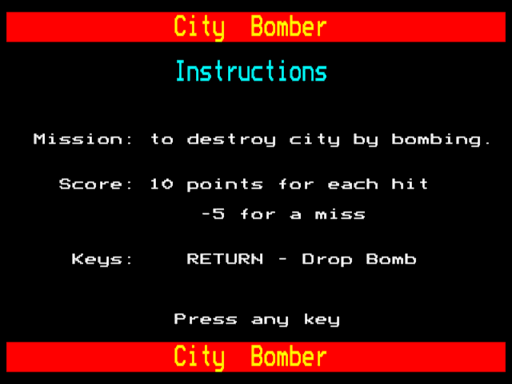 City Bomber
Instructions
Mission: to destroy city by bombing.
Score: 10 points for each hit
-5 for a miss
Keys: RETURN - Drop Bomb
Press any key
City Bomber